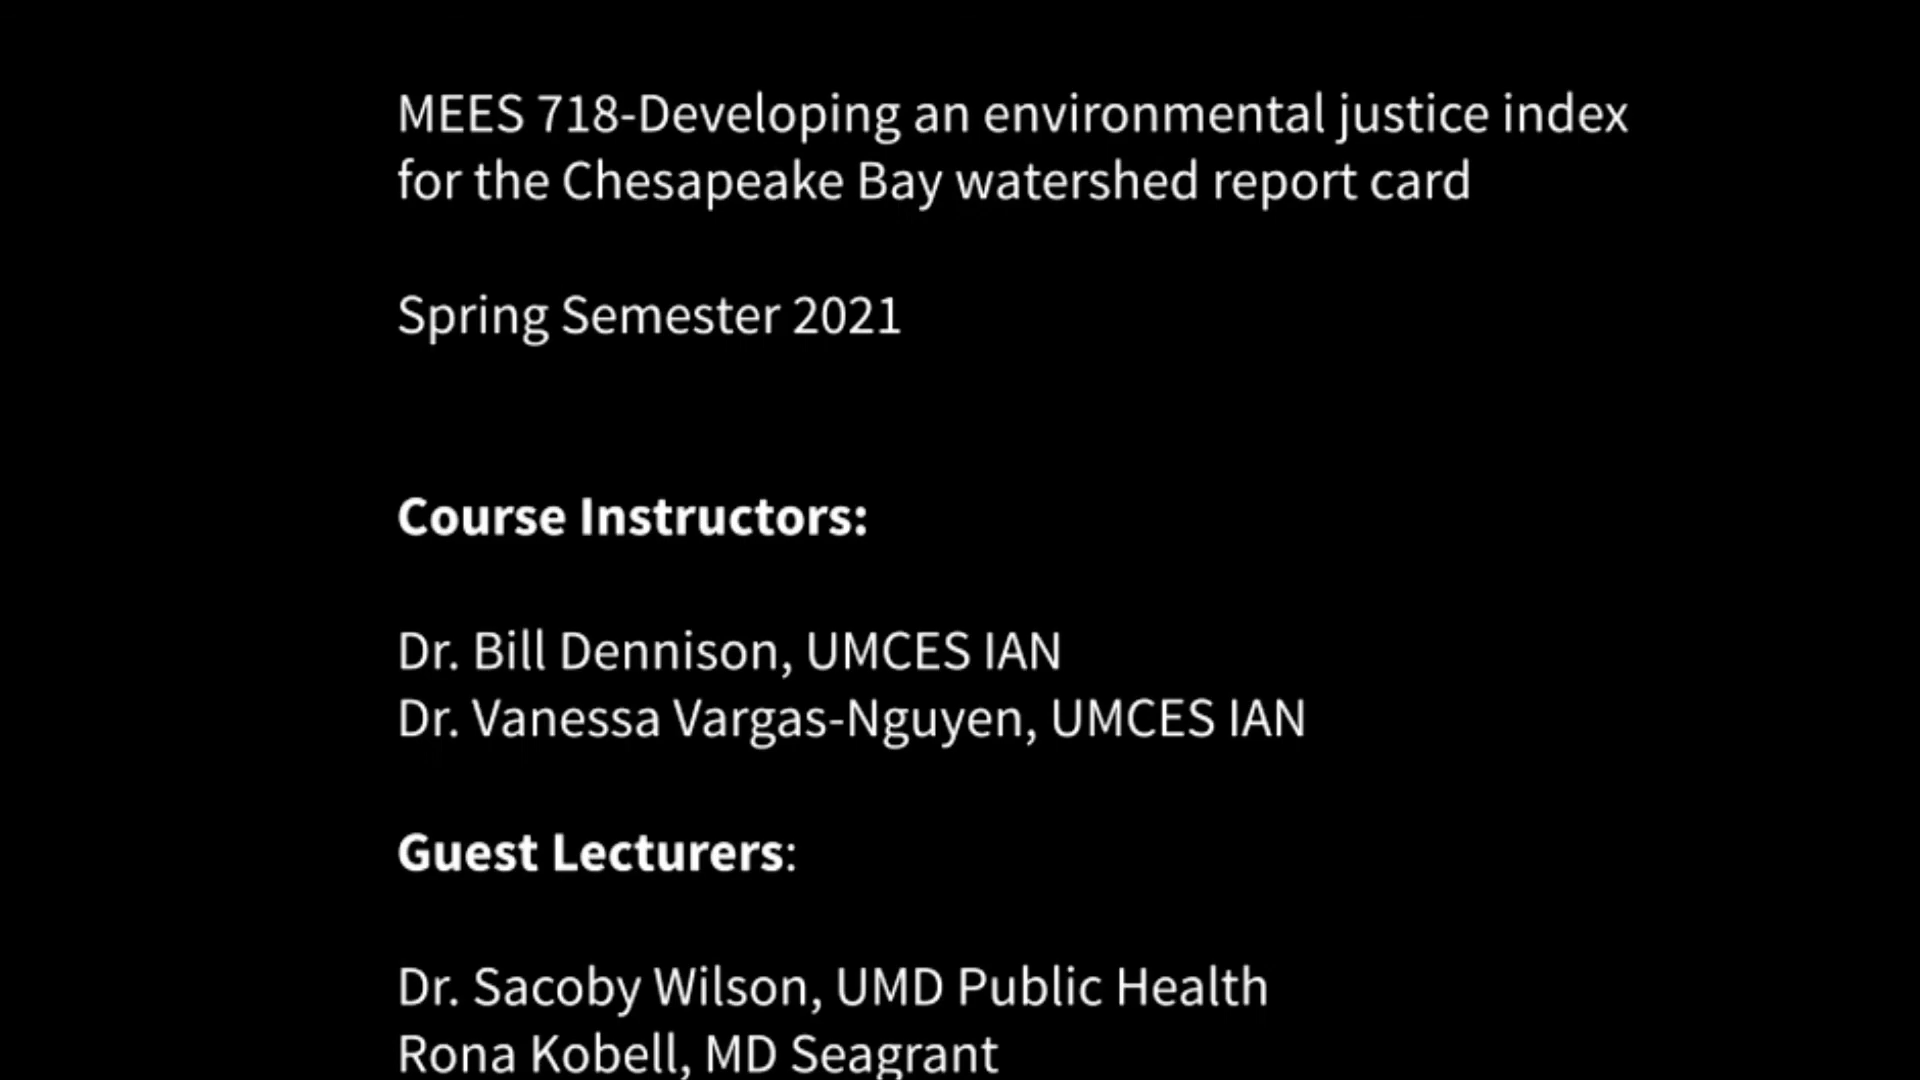 MEES 718-Developing an environmental justice index
for the Chesapeake Bay watershed report card
Spring Semester 2021
Course Instructors:
Dr. Bill Dennison, UMCES IAN
Dr. Vanessa Vargas-Nguyen, UMCES IAN
Guest Lecturers:
Dr. Sacoby Wilson, UMD Public Health
Rona Kobell, MD Seagrant